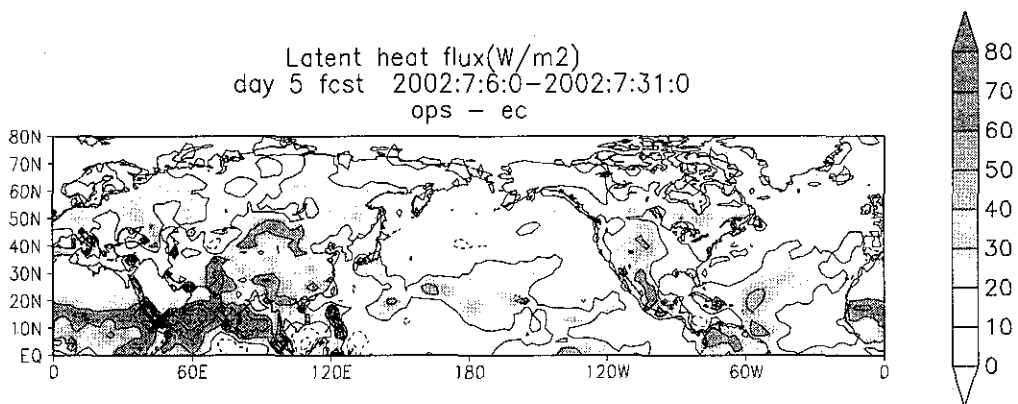 Latent heat flux(W/m2)
day 5 fcst 2002:7:6:0-2002:7:31:0
ops - ec
80N
70N
60N
50N
40N
30N
20N
10N
EQ
0 60E 120E 180 120W 60W 0
80
70
60
50
40
30
20
10
0